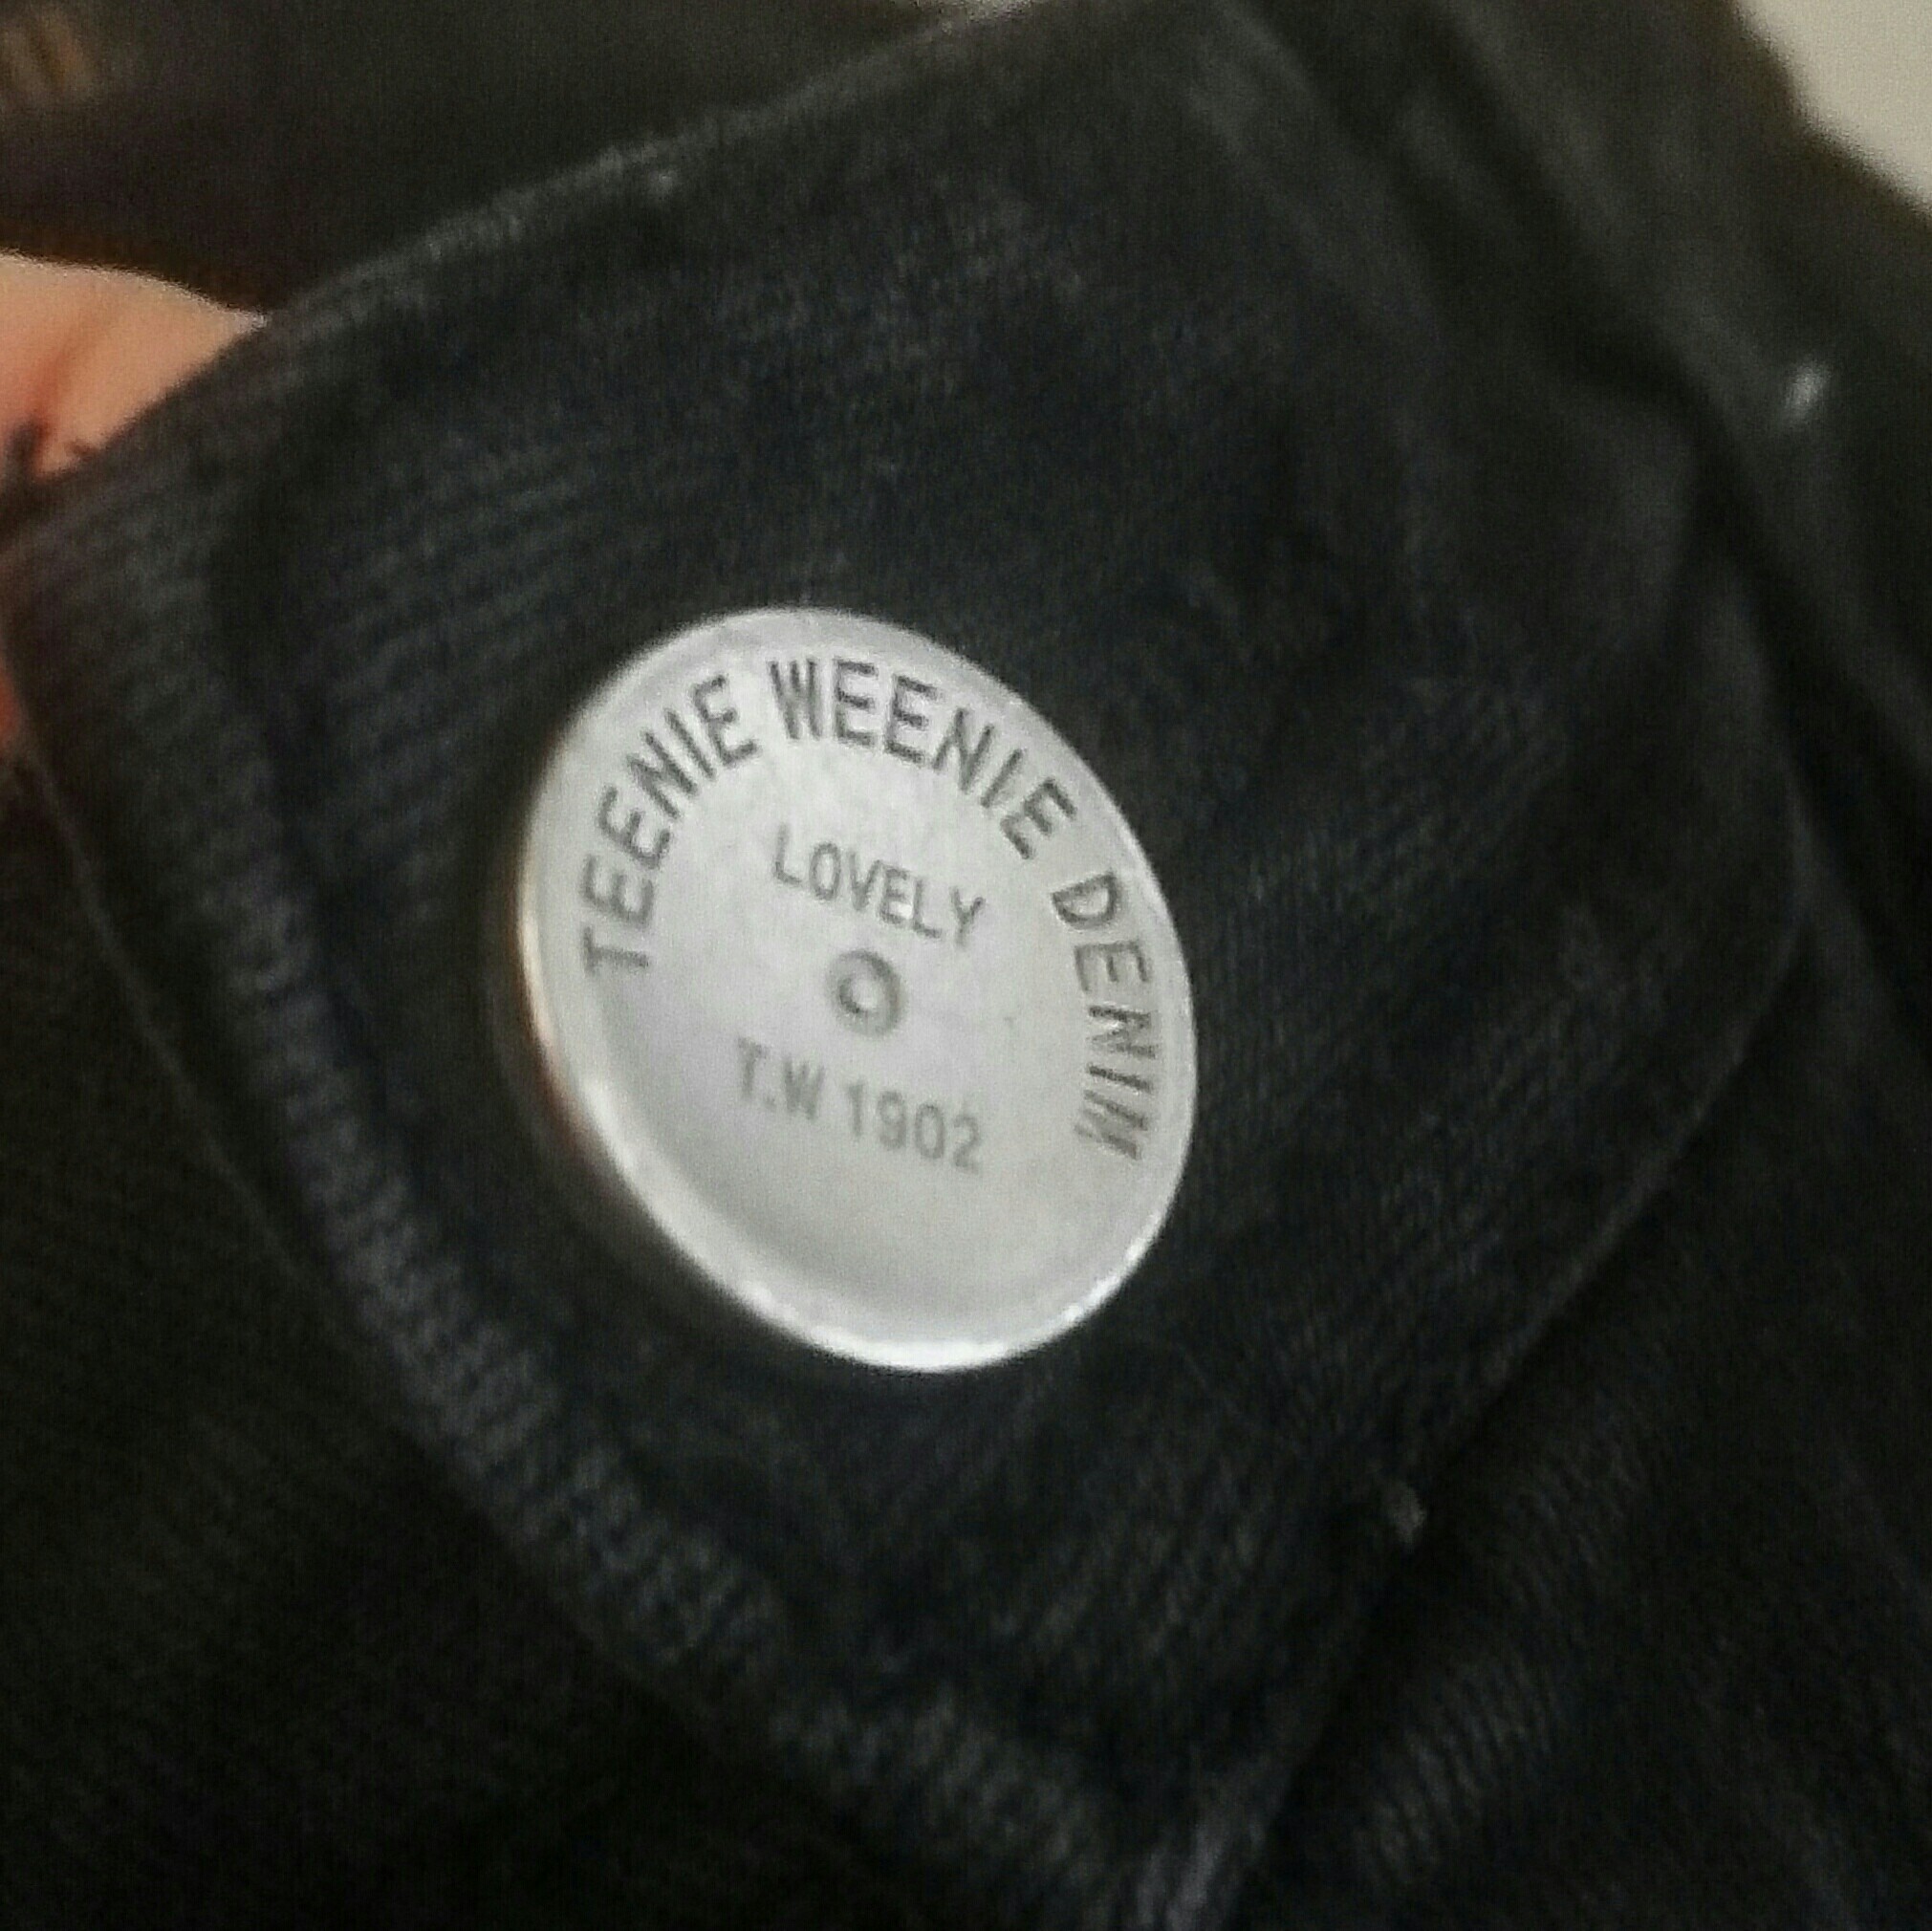 TEENIE WEENIE DENIM
LOVELY
©
T.W 1902